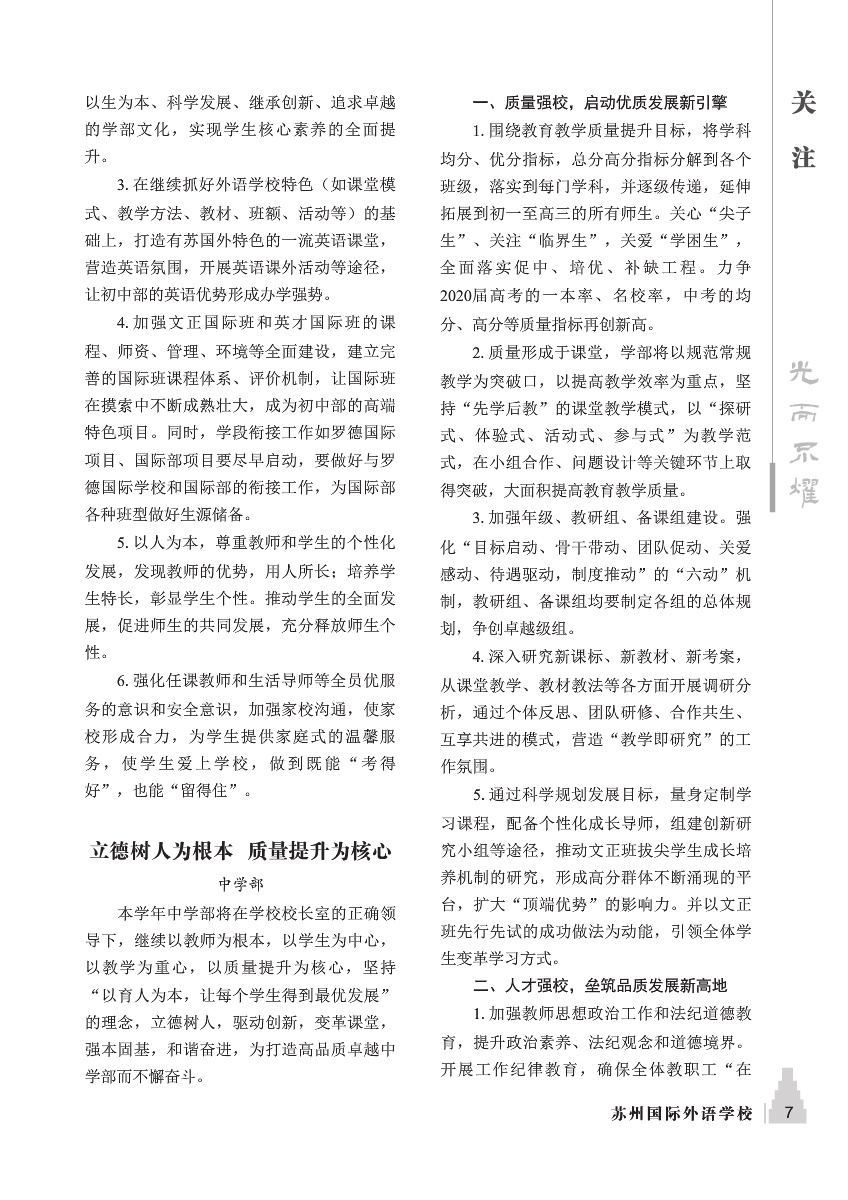 以生为本、科学发展、继承创新、追求卓越
的学部文化，实现学生核心素养的全面提
升。
3. 在继续抓好外语学校特色（如课堂模
式、教学方法、教材、班额、活动等）的基
础上，打造有苏国外特色的一流英语课堂，
营造英语氛围，开展英语课外活动等途径，
让初中部的英语优势形成办学强势。
4. 加强文正国际班和英才国际班的课
程、师资、管理、环境等全面建设，建立完
善的国际班课程体系、评价机制，让国际班
在摸索中不断成熟壮大，成为初中部的高端
特色项目。同时，学段衔接工作如罗德国际
项目、国际部项目要尽早启动，要做好与罗
德国际学校和国际部的衔接工作，为国际部
各种班型做好生源储备。
5. 以人为本，尊重教师和学生的个性化
发展，发现教师的优势，用人所长；培养学
生特长，彰显学生个性。推动学生的全面发
展，促进师生的共同发展，充分释放师生个
性。
6. 强化任课教师和生活导师等全员优服
务的意识和安全意识，加强家校沟通，使家
校形成合力，为学生提供家庭式的温馨服
务，使学生爱上学校，做到既能“考得
好”，也能“留得住”。
立德树人为根本 质量提升为核心
中学部
本学年中学部将在学校校长室的正确领
导下，继续以教师为根本，以学生为中心，
以教学为重心，以质量提升为核心，坚持
“以育人为本，让每个学生得到最优发展”
的理念，立德树人，驱动创新，变革课堂，
强本固基，和谐奋进，为打造高品质卓越中
学部而不懈奋斗。
一、质量强校，启动优质发展新引擎
1. 围绕教育教学质量提升目标，将学科
均分、优分指标，总分高分指标分解到各个
班级，落实到每门学科，并逐级传递，延伸
拓展到初一至高三的所有师生。关心“尖子
生”、关注“临界生”，关爱“学困生”，
全面落实促中、培优、补缺工程。力争
2020届高考的一本率、名校率，中考的均
分、高分等质量指标再创新高。
2. 质量形成于课堂，学部将以规范常规
教学为突破口，以提高教学效率为重点，坚
持“先学后教”的课堂教学模式，以“探研
式、体验式、活动式、参与式”为教学范
式，在小组合作、问题设计等关键环节上取
得突破，大面积提高教育教学质量。
3. 加强年级、教研组、备课组建设。强
化“目标启动、骨干带动、团队促动、关爱
感动、待遇驱动，制度推动”的“六动”机
制，教研组、备课组均要制定各组的总体规
划，争创卓越级组。
4. 深入研究新课标、新教材、新考案，
从课堂教学、教材教法等各方面开展调研分
析，通过个体反思、团队研修、合作共生、
互享共进的模式，营造“教学即研究”的工
作氛围。
5. 通过科学规划发展目标，量身定制学
习课程，配备个性化成长导师，组建创新研
究小组等途径，推动文正班拔尖学生成长培
养机制的研究，形成高分群体不断涌现的平
台，扩大“顶端优势”的影响力。并以文正
班先行先试的成功做法为动能，引领全体学
生变革学习方式。
二、人才强校，垒筑品质发展新高地
1. 加强教师思想政治工作和法纪道德教
育，提升政治素养、法纪观念和道德境界。
开展工作纪律教育，确保全体教职工“在
关
注
光
而
不
耀
苏州国际外语学校
7